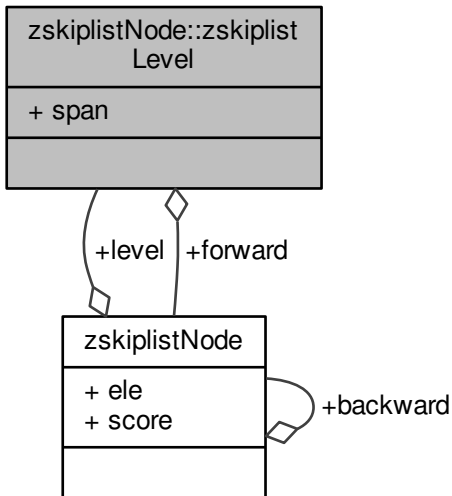 zskiplistNode::zskiplist
Level
+ span
+level
+forward
zskiplistNode
+ ele
+ score
+backward